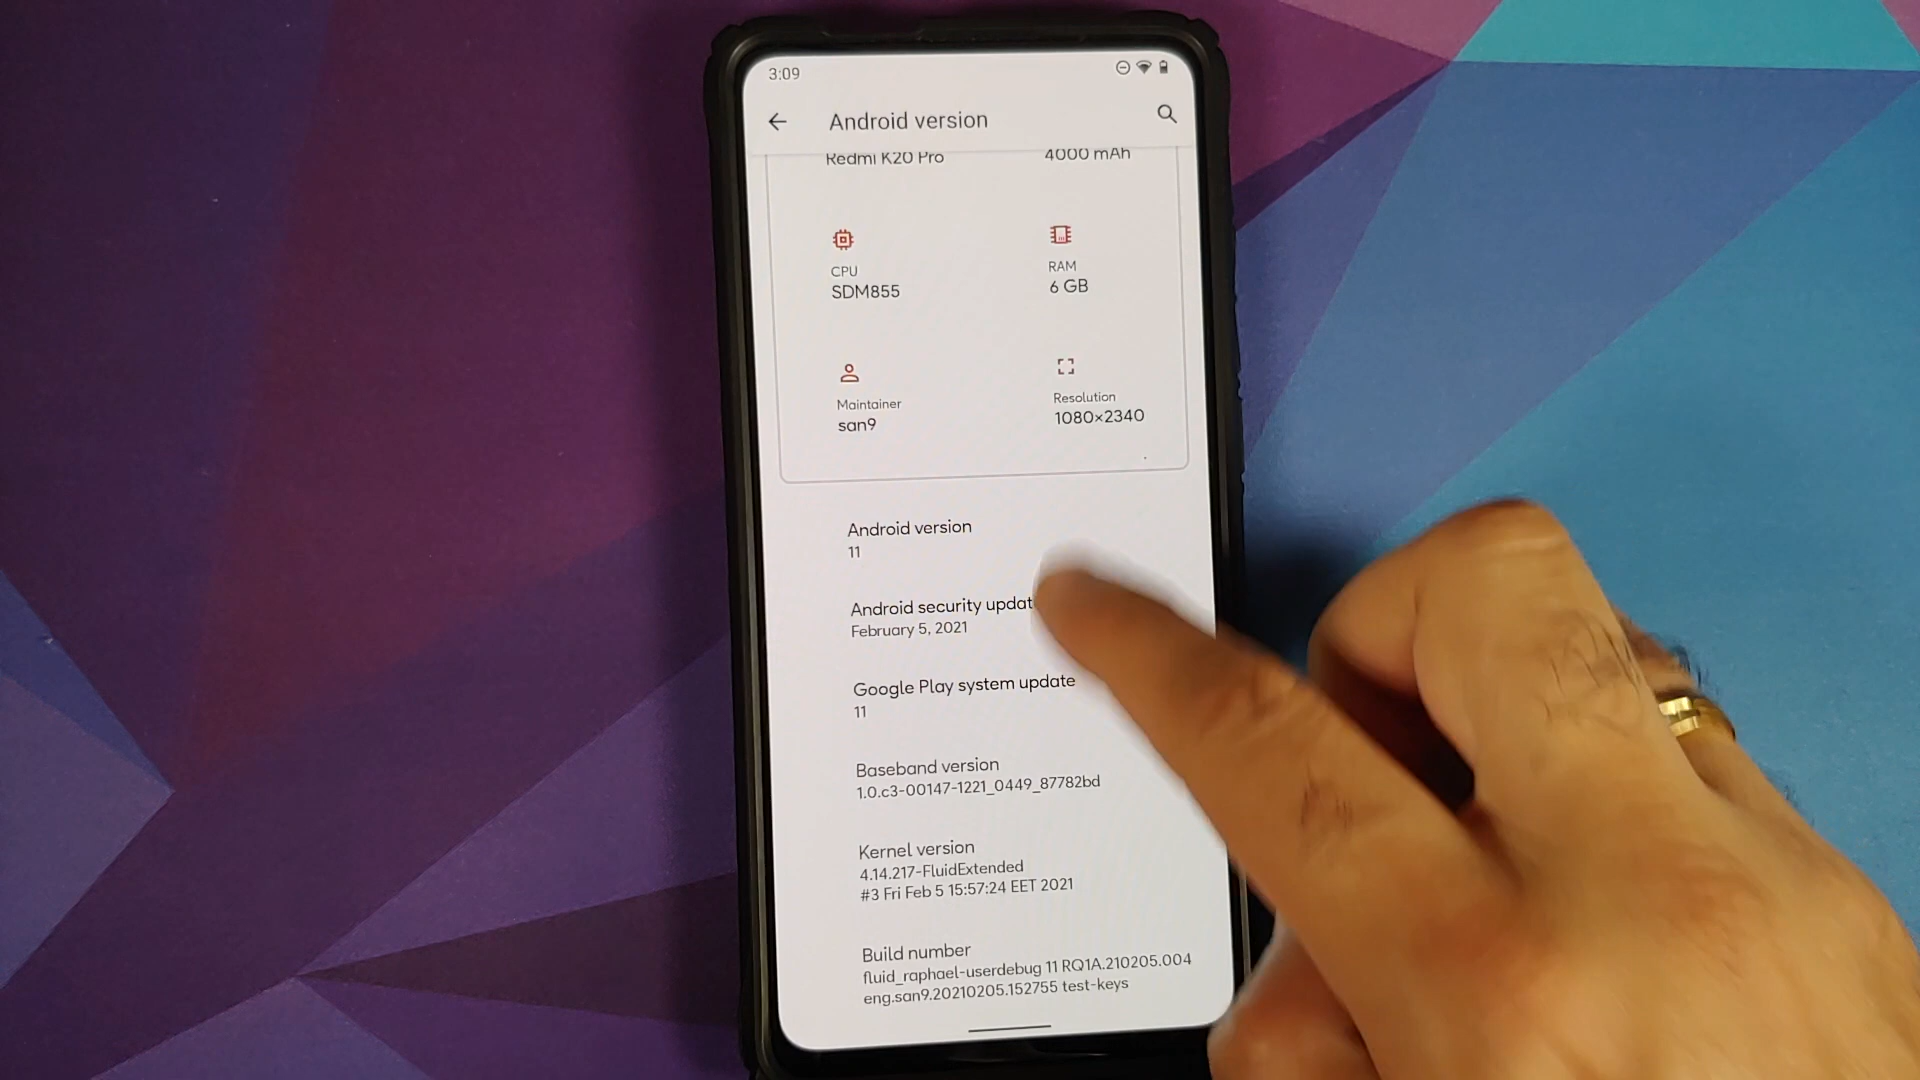 3:09
Android version
Redmi K20 Pro
4000 mAh
CPU
SDM855
RAM
6 GB
Maintainer
san9
Resolution
1080×2340
Android version
11
Android security updat
February 5, 2021
Google Play system update
11
Baseband version
1.0.c3-00147-1221_0449_87782bd
Kernel version
4.14.217-FluidExtended
#3 Fri Feb 5 15:57:24 EET 2021
Build number
fluid_raphael-userdebug 11 RQ1A.210205.004
eng.san9.20210205.152755 test-keys